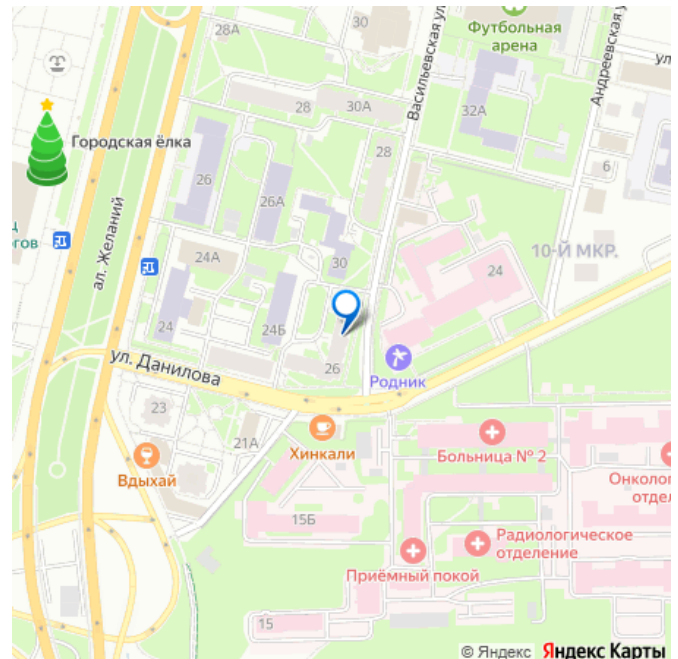 28А
30
Васильевская ул.
Футбольная
арена
Андреевская
ул
28
30А
32А
Городская ёлка
28
26
26А
6
24А
30
10-Й МКР.
ал. Желаний
24
24
24Б
26
ул. Данилова
Родник
23
21А
Хинкали
Больница № 2
Вдыхай
Онколог
отдел
15Б
Радиологическое
отделение
Приёмный покой
15
© Яндекс Яндекс Карты